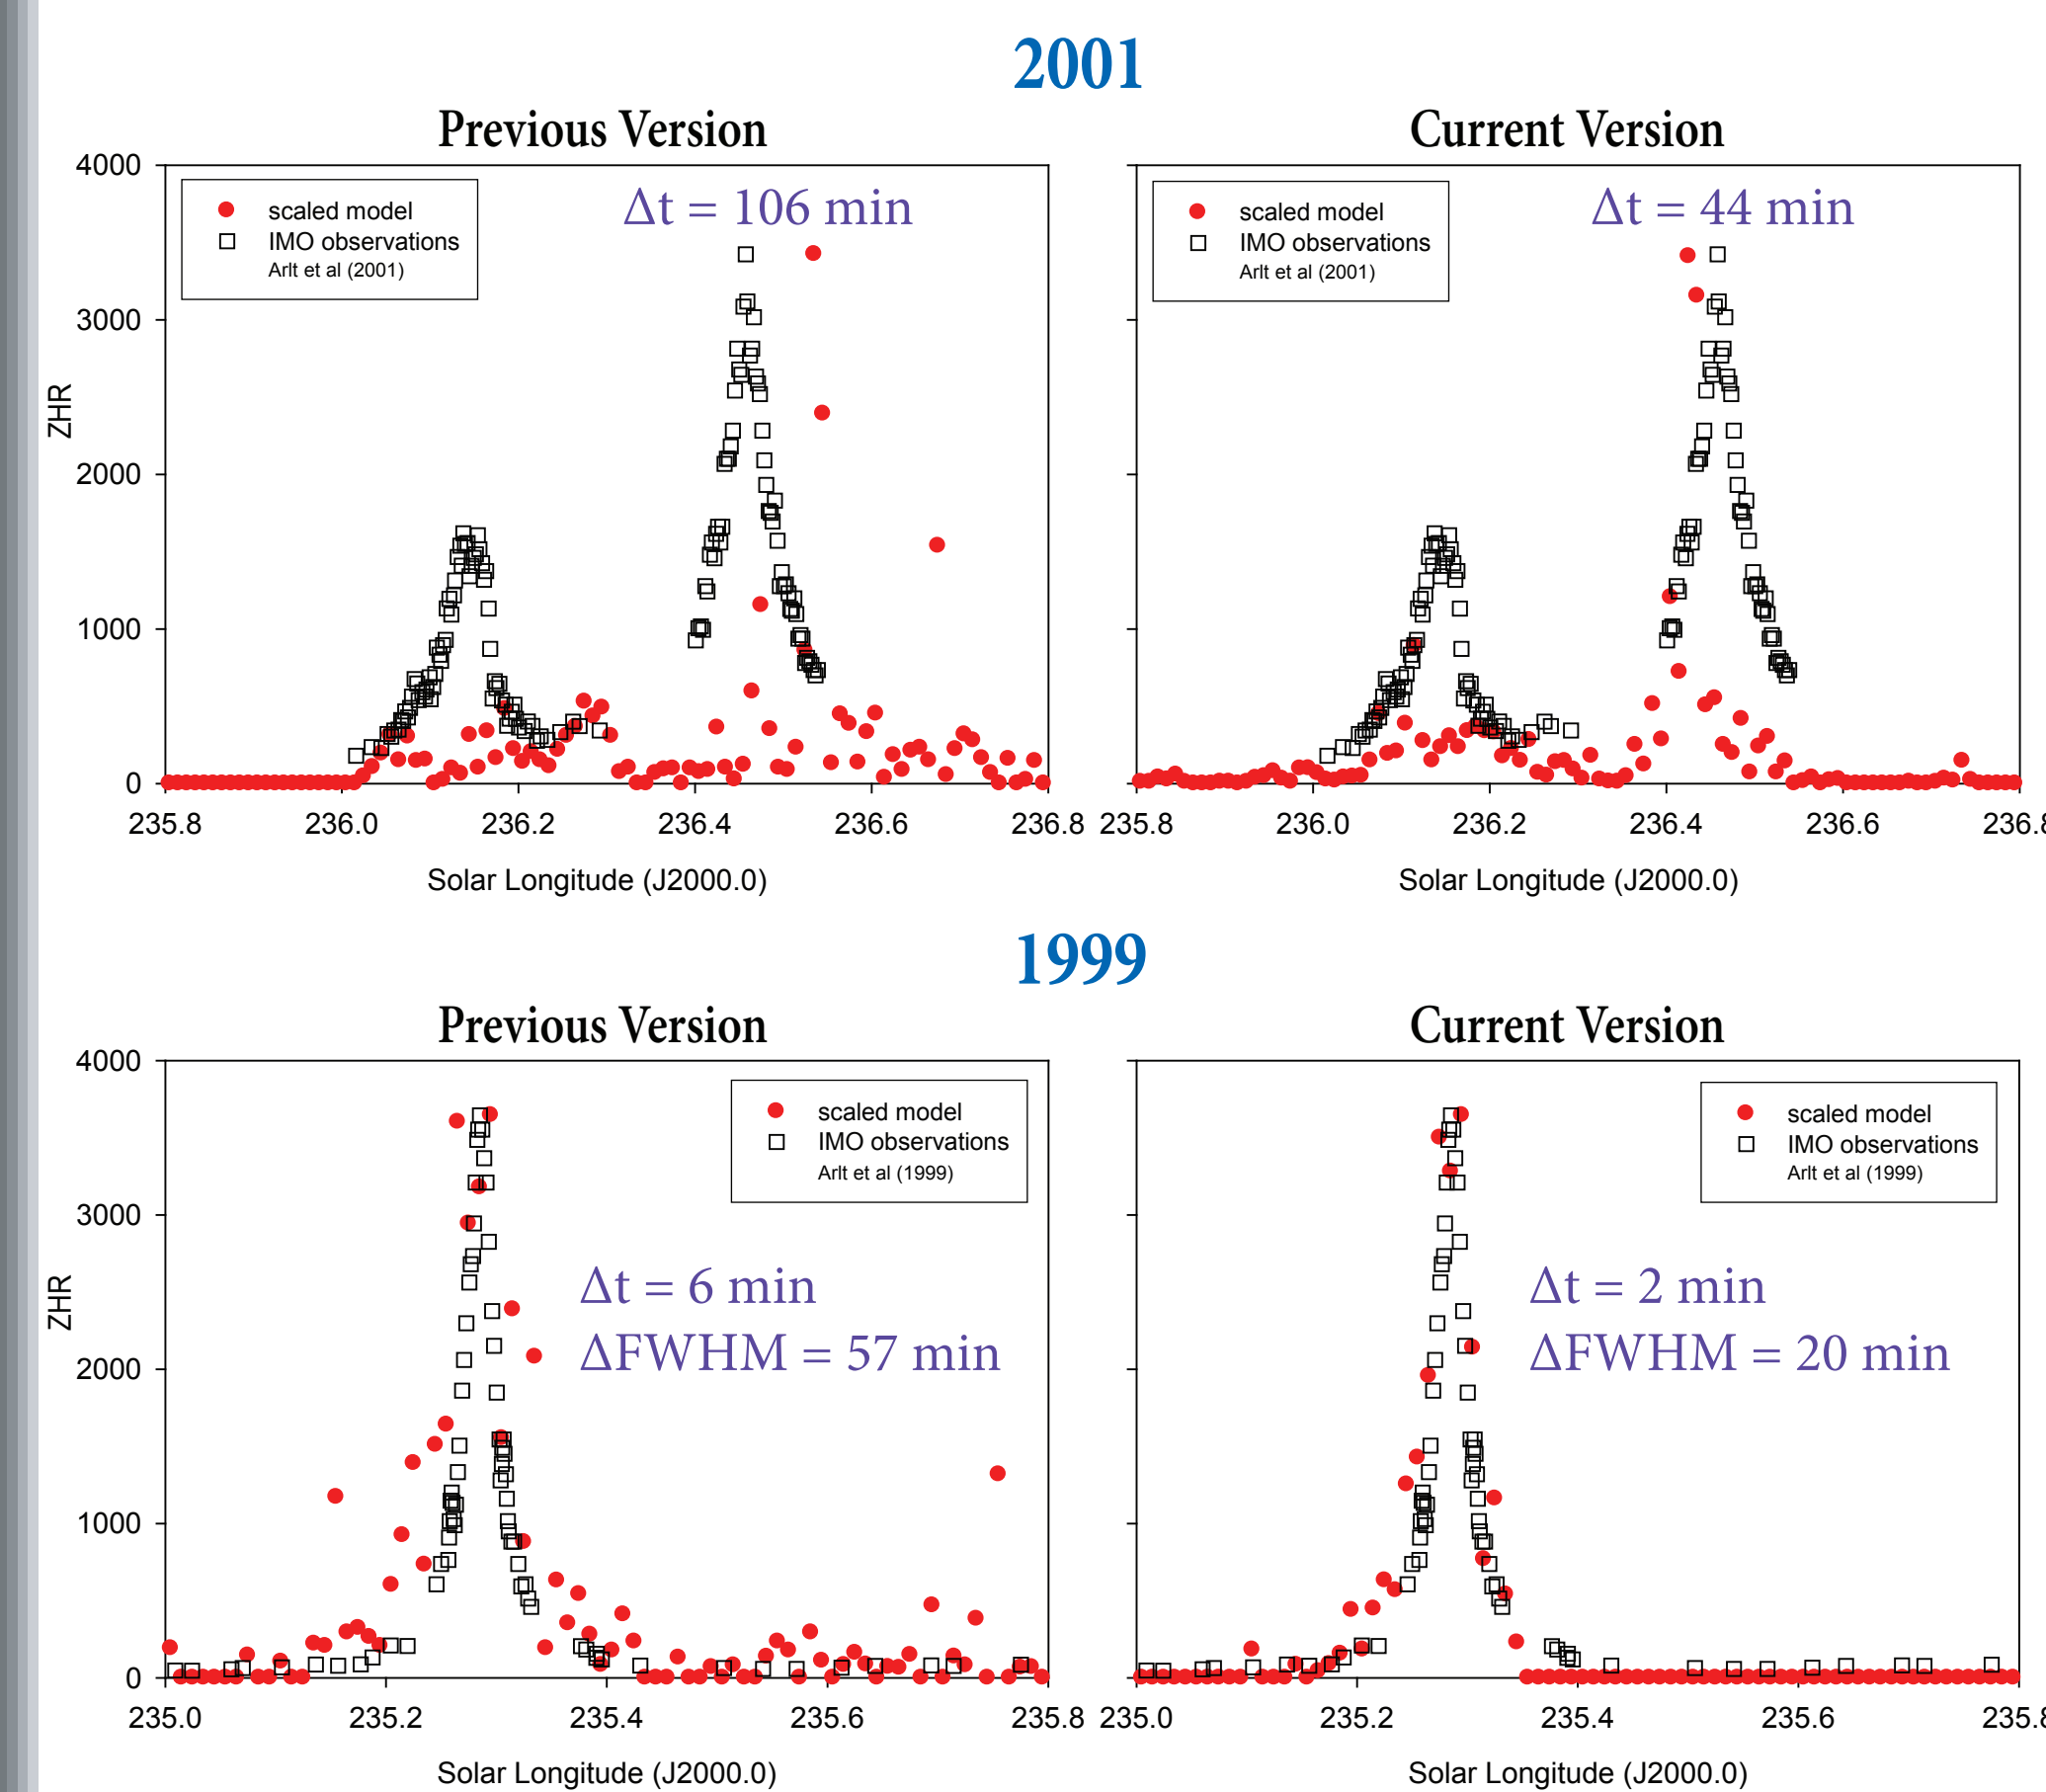 2001
Previous Version
Current Version
4000
3000
2000
1000
0
ZHR
scaled model
IMO observations
Arlt et al (2001)
Δt = 106 min
235.8
236.0
236.2
236.4
236.6
236.8
Solar Longitude (J2000.0)
scaled model
IMO observations
Arlt et al (2001)
Δt = 44 min
235.8
236.0
236.2
236.4
236.6
236.8
Solar Longitude (J2000.0)
1999
Previous Version
Current Version
4000
3000
2000
1000
0
ZHR
scaled model
IMO observations
Arlt et al (1999)
Δt = 6 min
ΔFWHM = 57 min
235.0
235.2
235.4
235.6
235.8
Solar Longitude (J2000.0)
scaled model
IMO observations
Arlt et al (1999)
Δt = 2 min
ΔFWHM = 20 min
235.0
235.2
235.4
235.6
235.8
Solar Longitude (J2000.0)